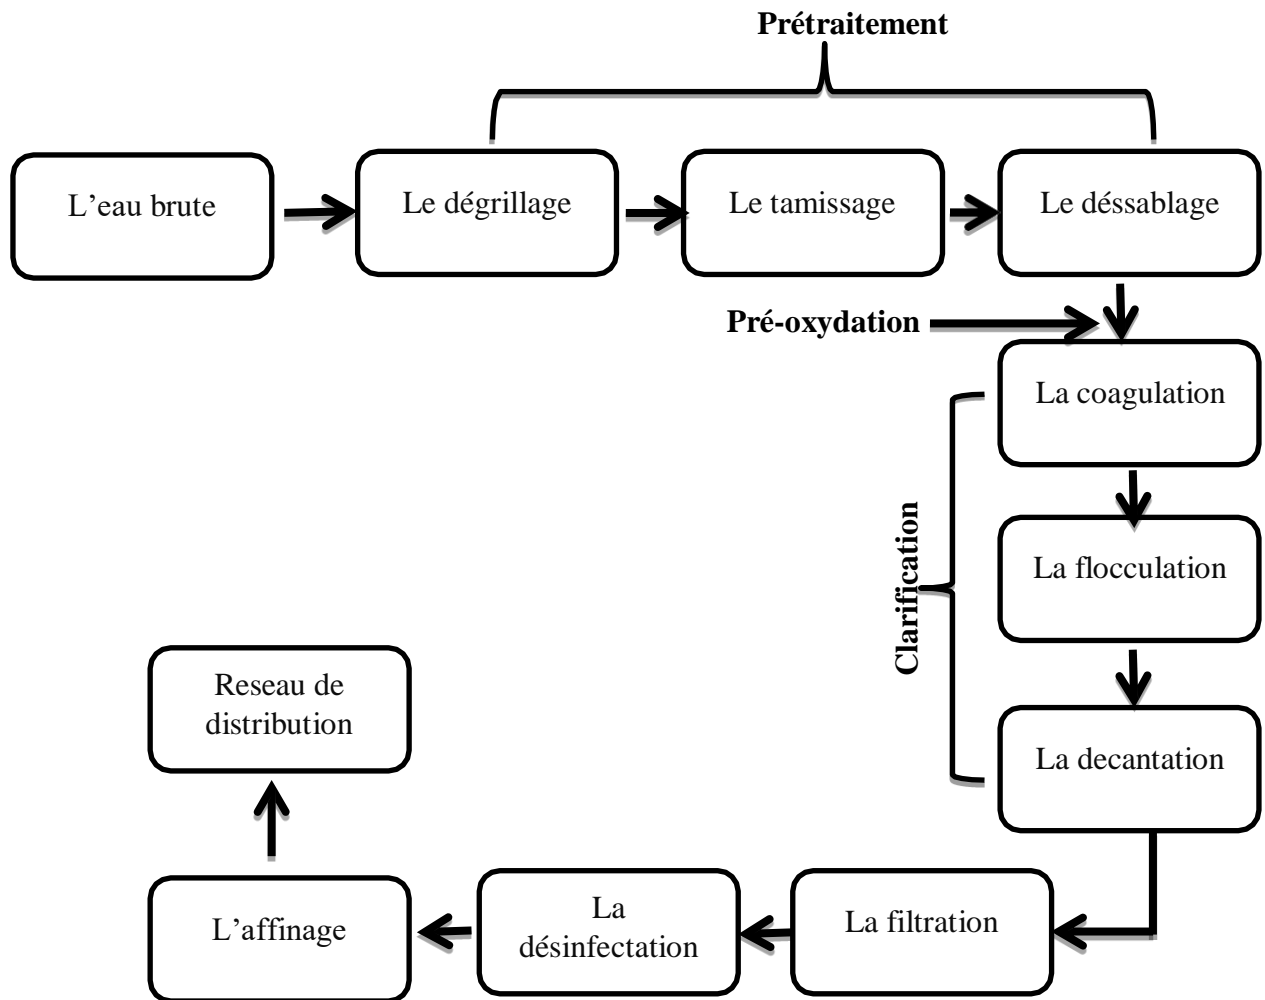 Prétraitement
L’eau brute
Le dégrillage
Le tamissage
Le déssablage
Pré-oxydation
La coagulation
Clarification
La flocculation
La decantation
La filtration
La
désinfectation
L’affinage
Reseau de
distribution